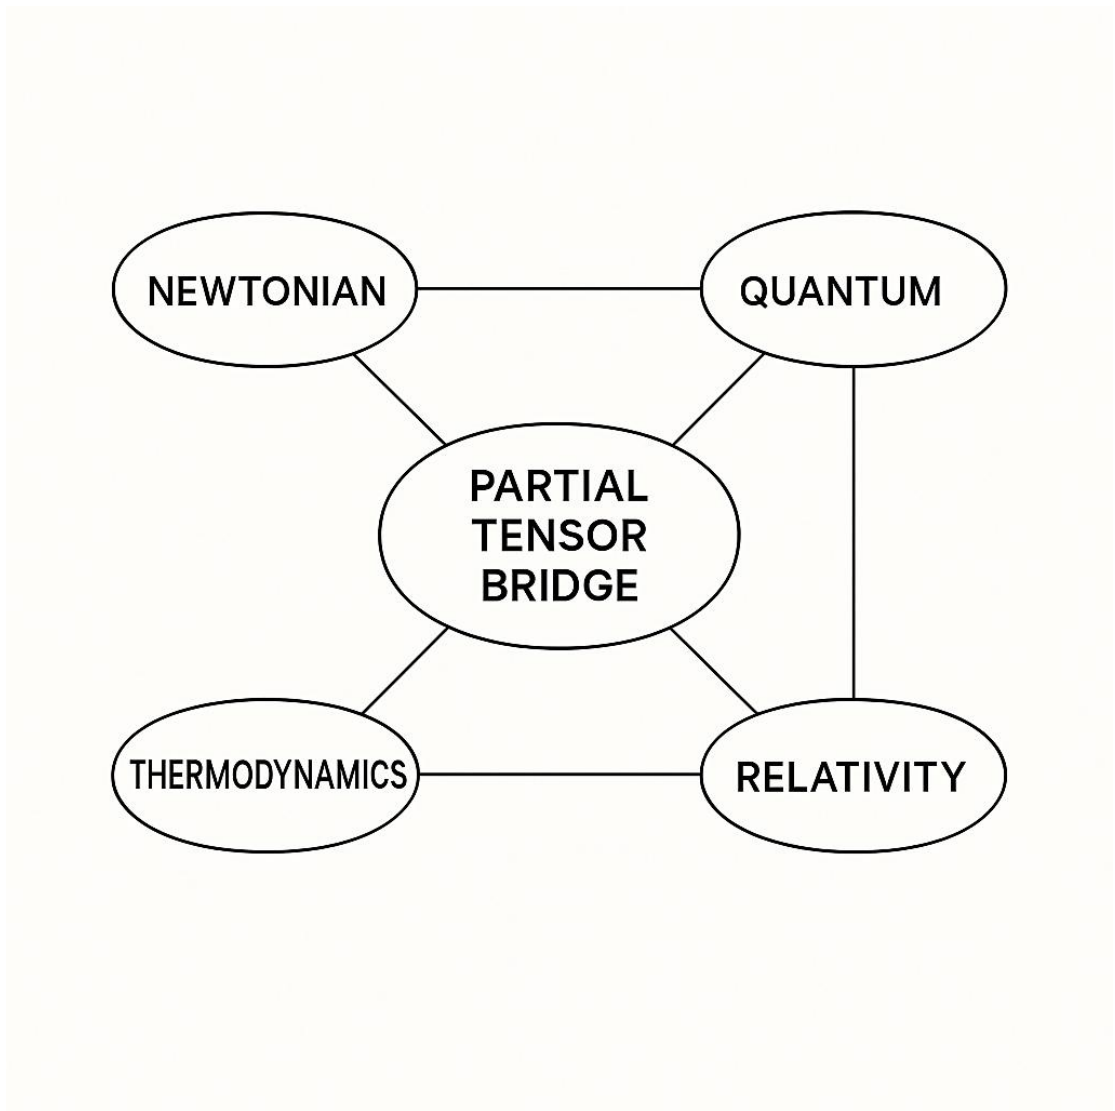 NEWTONIAN
QUANTUM
PARTIAL
TENSOR
BRIDGE
THERMODYNAMICS
RELATIVITY